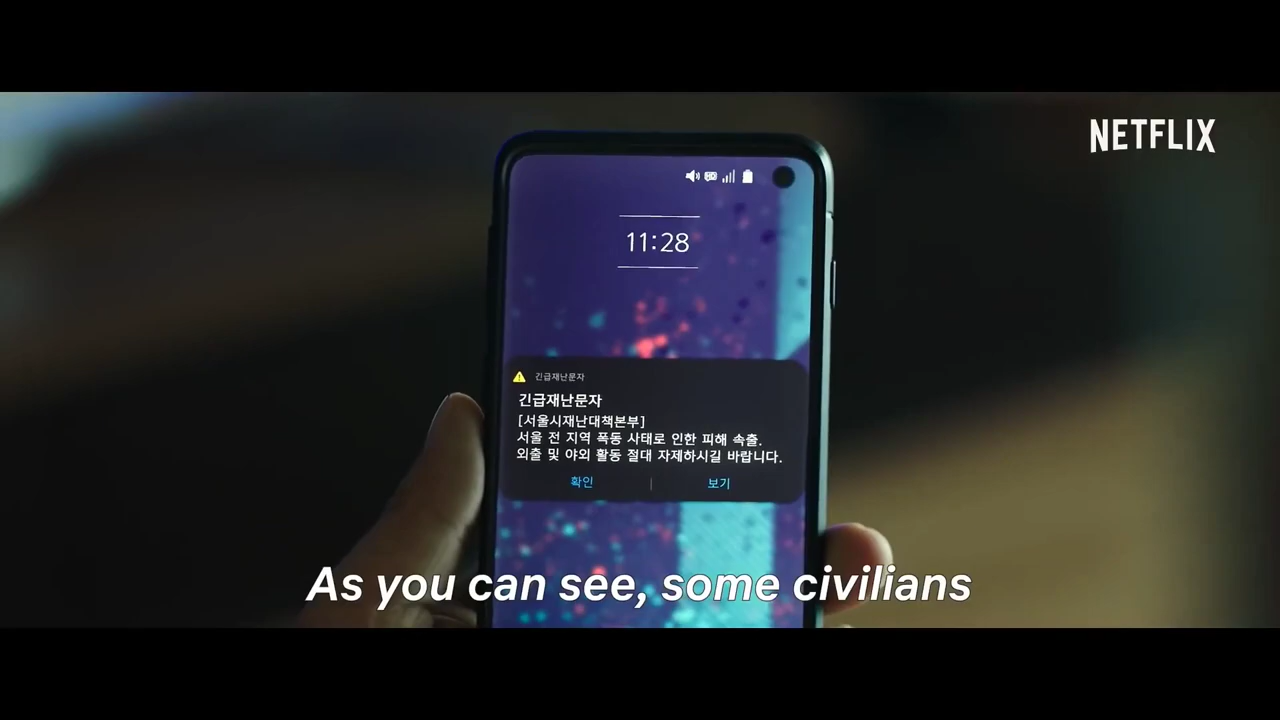 NETFLIX
11:28
긴급재난문자
긴급재난문자
[서울시재난대책본부]
서울 전 지역 폭동 사태로 인한 피해 속출.
외출 및 야외 활동 절대 자제하시길 바랍니다.
확인 | 보기
As you can see, some civilians